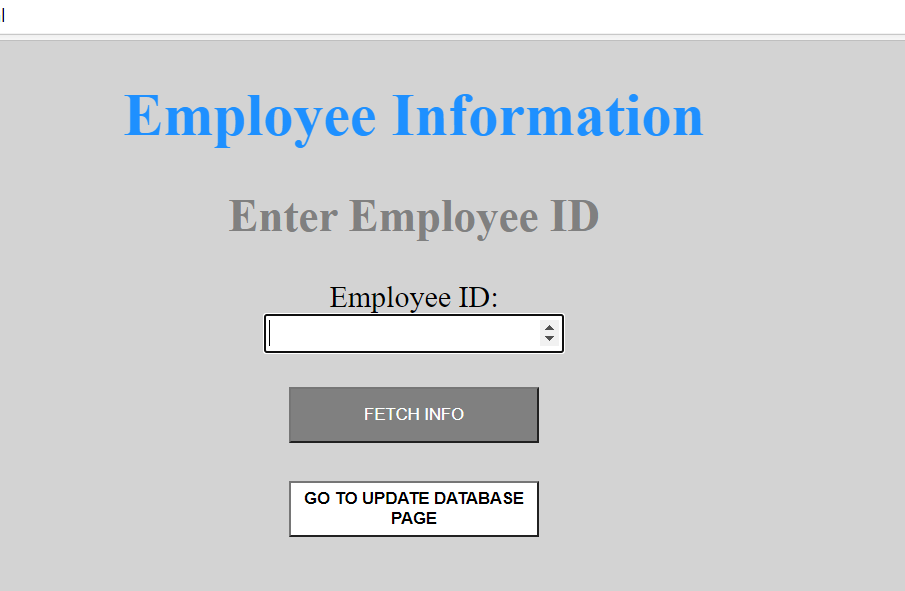 Employee Information
Enter Employee ID
Employee ID:
FETCH INFO
GO TO UPDATE DATABASE
PAGE